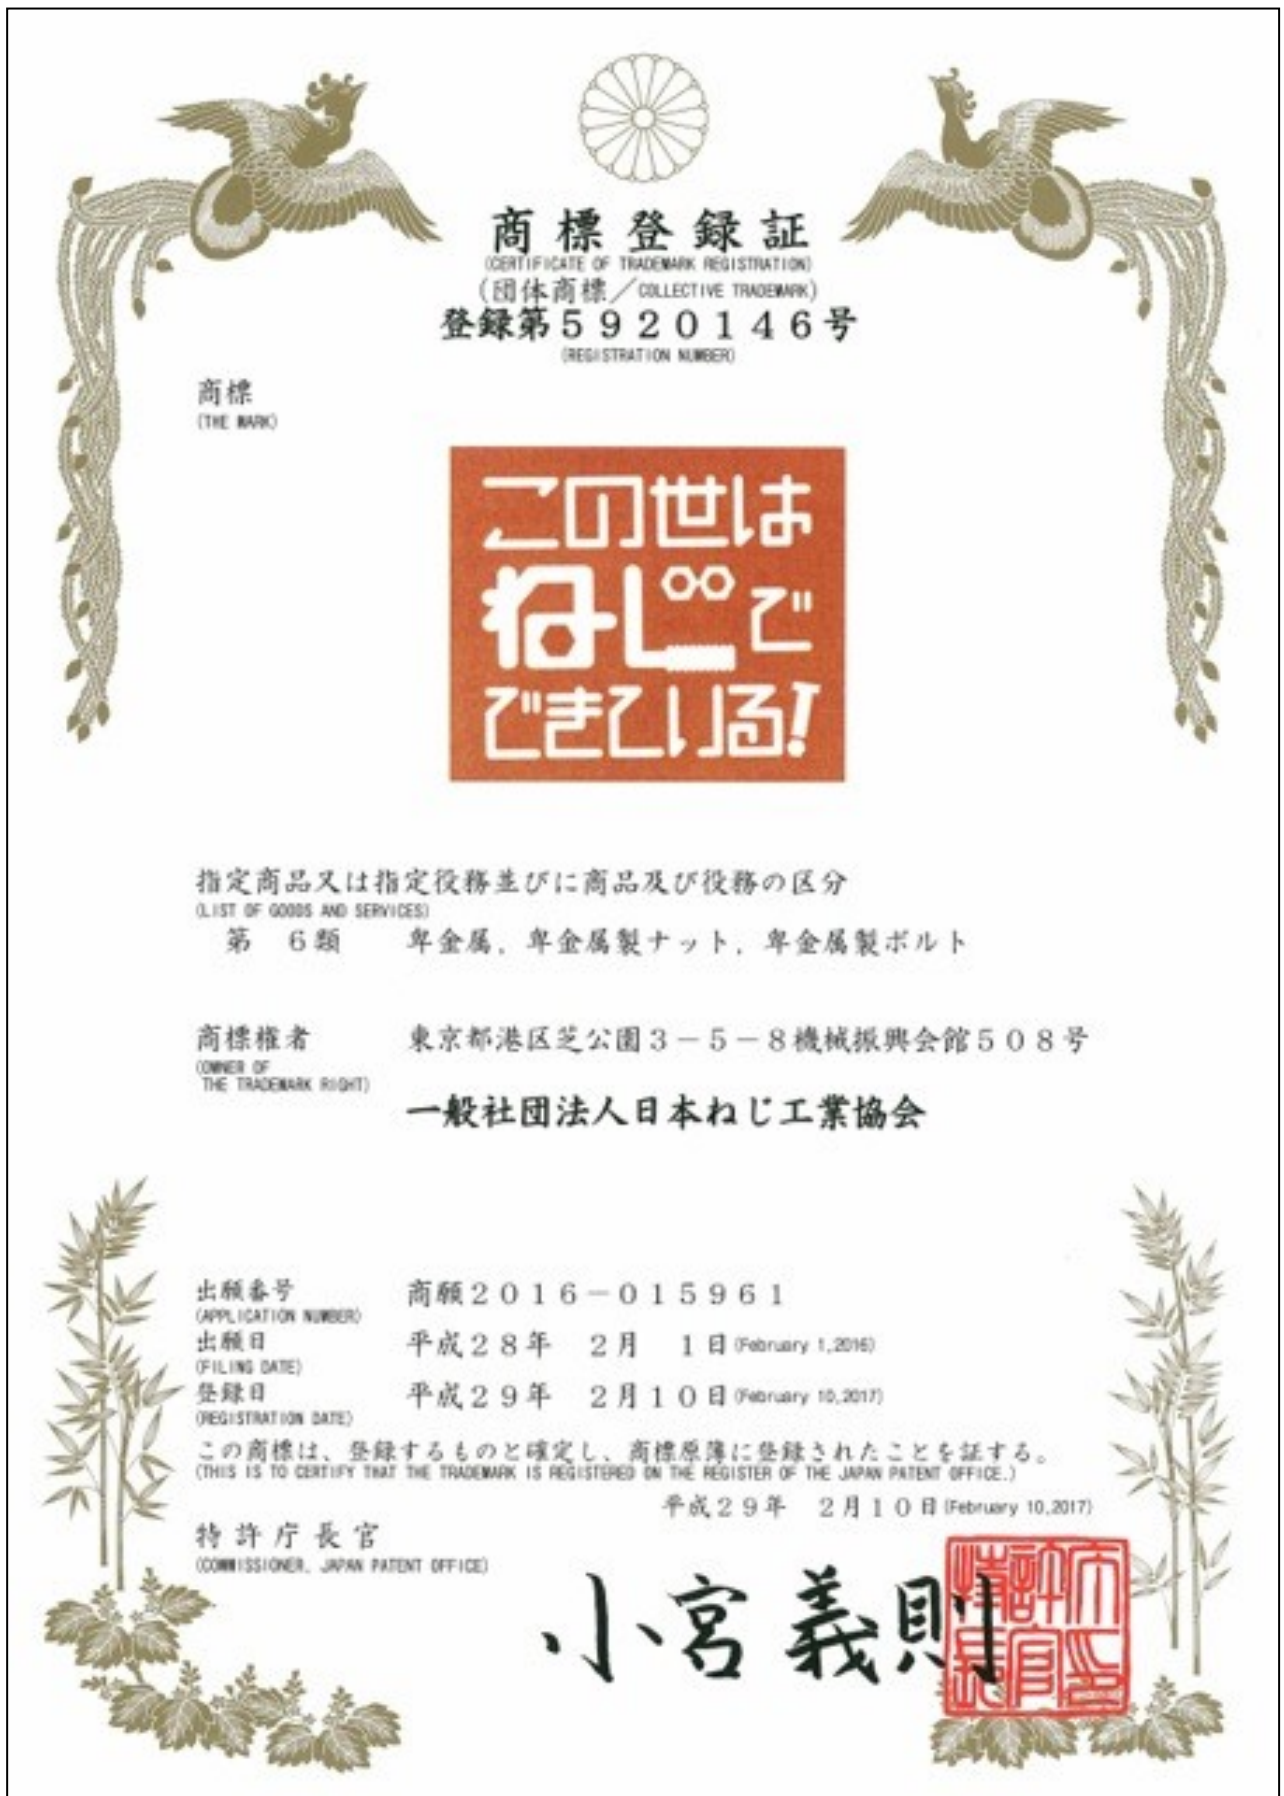 商標登録証
(CERTIFICATE OF TRADEMARK REGISTRATION)
(団体商標／COLLECTIVE TRADEMARK)
登録第5920146号
(REGISTRATION NUMBER)
商標
(THE MARK)
この世は
ねじで
できている!
指定商品又は指定役務並びに商品及び役務の区分
(LIST OF GOODS AND SERVICES)
第　6類　卑金属，卑金属製ナット，卑金属製ボルト
商標権者　東京都港区芝公園3－5－8機械振興会館508号
(OWNER OF
THE TRADEMARK RIGHT)
一般社団法人日本ねじ工業協会
出願番号　商願2016－015961
(APPLICATION NUMBER)
出願日　平成28年　2月　1日(February 1,2016)
(FILING DATE)
登録日　平成29年　2月10日(February 10,2017)
(REGISTRATION DATE)
この商標は、登録するものと確定し、商標原簿に登録されたことを証する。
(THIS IS TO CERTIFY THAT THE TRADEMARK IS REGISTERED ON THE REGISTER OF THE JAPAN PATENT OFFICE.)
平成29年　2月10日(February 10,2017)
特許庁長官
(COMMISSIONER, JAPAN PATENT OFFICE)
小宮義則